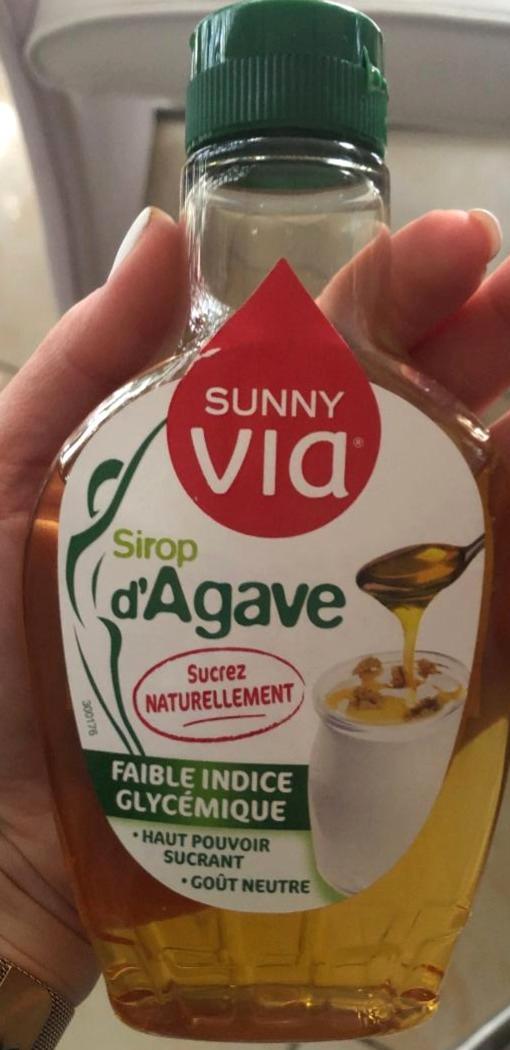 SUNNY
via®
Sirop
d'Agave
Sucrez
NATURELLEMENT
300176
FAIBLE INDICE
GLYCÉMIQUE
• HAUT POUVOIR
SUCRANT
• GOÛT NEUTRE